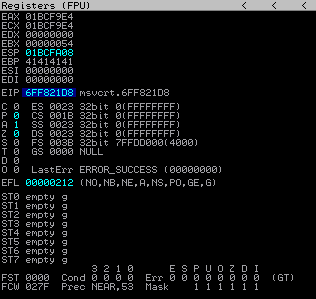 Registers (FPU) < < <
EAX 01BCF9E4
ECX 01BCF9E4
EDX 00000000
EBX 00000054
ESP 01BCFA08
EBP 41414141
ESI 00000000
EDI 00000000
EIP 6FF821D8 msvcrt.6FF821D8
C 0 ES 0023 32bit 0(FFFFFFFF)
P 0 CS 001B 32bit 0(FFFFFFFF)
A 1 SS 0023 32bit 0(FFFFFFFF)
Z 0 DS 0023 32bit 0(FFFFFFFF)
S 0 FS 003B 32bit 7FFDD000(4000)
T 0 GS 0000 NULL
D 0
O 0 LastErr ERROR_SUCCESS (00000000)
EFL 00000212 (NO,NB,NE,A,NS,PO,GE,G)
ST0 empty g
ST1 empty g
ST2 empty g
ST3 empty g
ST4 empty g
ST5 empty g
ST6 empty g
ST7 empty g
3 2 1 0 E S P U O Z D I
FST 0000 Cond 0 0 0 0 Err 0 0 0 0 0 0 0 0 (GT)
FCW 027F Prec NEAR,53 Mask 1 1 1 1 1 1